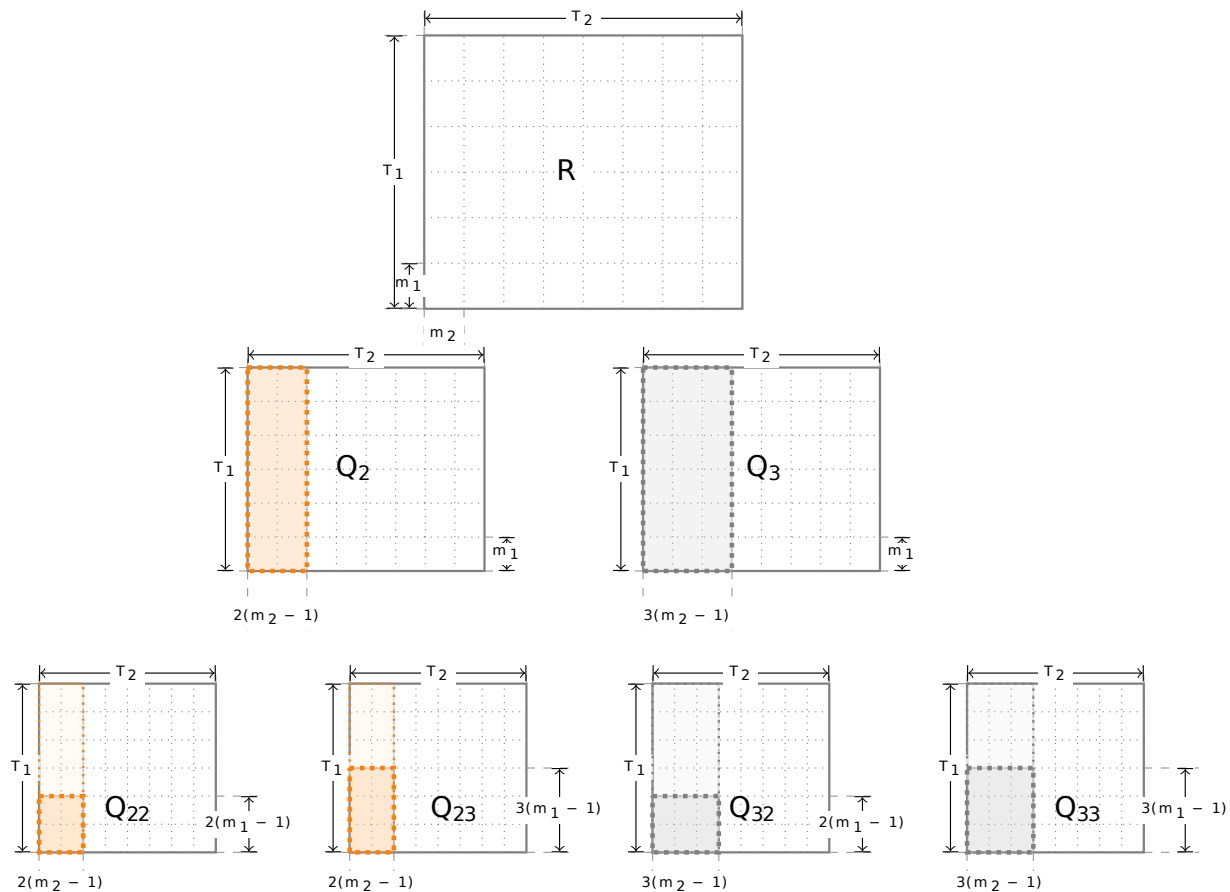 T₂
T₁
R
m₁
m₂
T₂
T₂
T₁
Q₂
T₁
Q₃
m₁
m₁
2(m₂ − 1)
3(m₂ − 1)
T₂
T₂
T₂
T₂
T₁
Q₂₂
2(m₁ − 1)
T₁
Q₂₃
3(m₁ − 1)
T₁
Q₃₂
2(m₁ − 1)
T₁
Q₃₃
3(m₁ − 1)
2(m₂ − 1)
2(m₂ − 1)
3(m₂ − 1)
3(m₂ − 1)